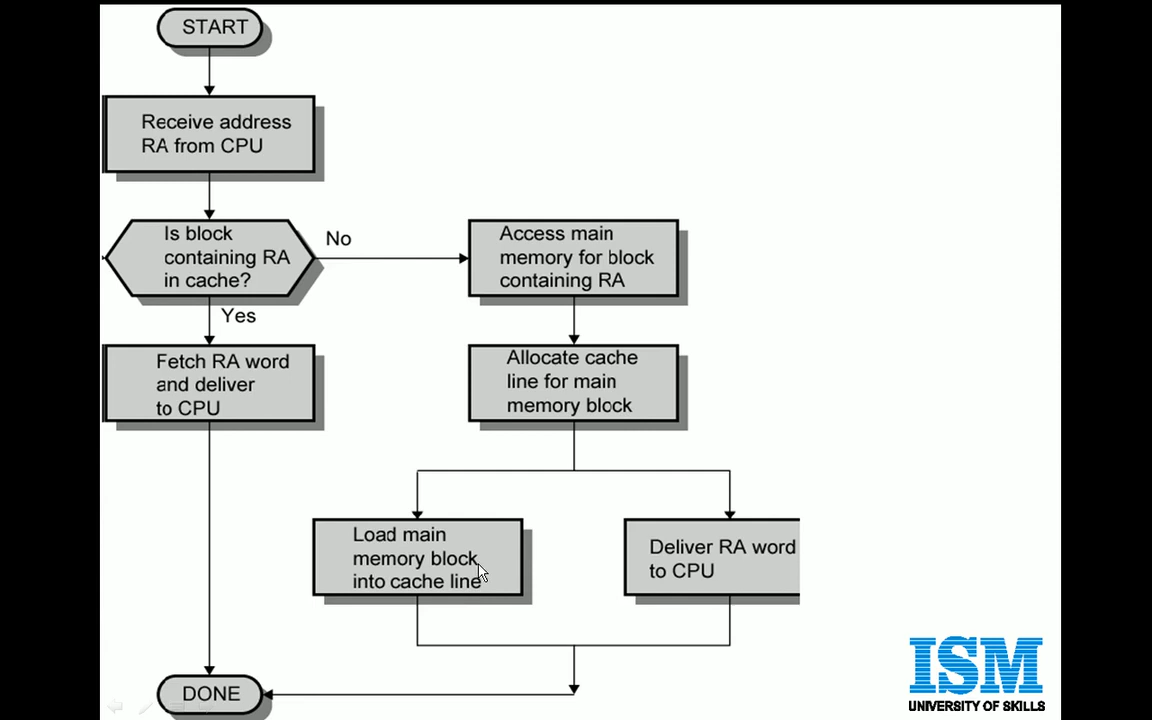 START
Receive address
RA from CPU
Is block
containing RA
in cache?
No
Access main
memory for block
containing RA
Yes
Fetch RA word
and deliver
to CPU
Allocate cache
line for main
memory block
Load main
memory block
into cache line
Deliver RA word
to CPU
DONE
ISM
UNIVERSITY OF SKILLS